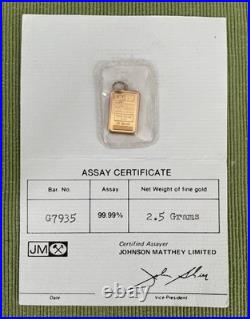 ASSAY CERTIFICATE
Bar. No. Assay Net Weight of fine gold
G7935 99.99% 2.5 Grams
JM
Certified Assayer
JOHNSON MATTHEY LIMITED
Date Vice President